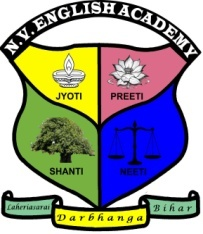 N.V. ENGLISH ACADEMY
JYOTI PREETI
SHANTI NEETI
Laheriasarai Darbhanga Bihar